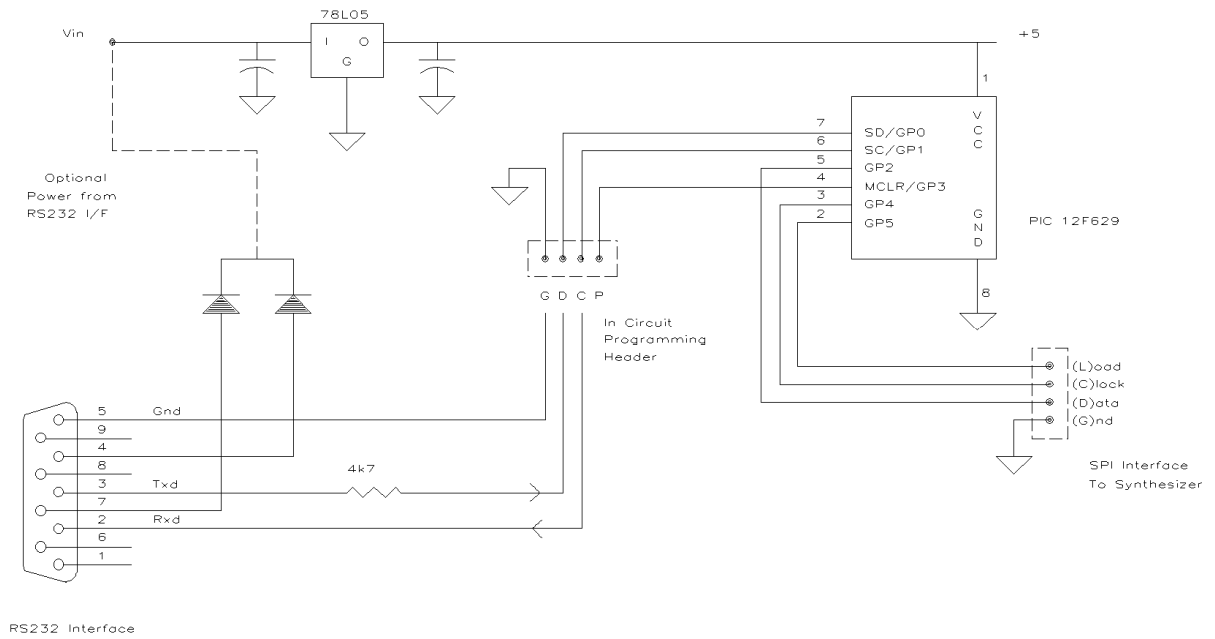 78L05
Vin
+5
I O
G
1
V
C
C
7 SD/GP0
6 SC/GP1
5 GP2
4 MCLR/GP3
3 GP4
2 GP5
G
N
D
PIC 12F629
8
Optional
Power from
RS232 I/F
G D C P
In Circuit
Programming
Header
(L)oad
(C)lock
(D)ata
(G)nd
SPI Interface
To Synthesizer
5 Gnd
9
4
8
4k7
3 Txd
7
2 Rxd
6
1
RS232 Interface